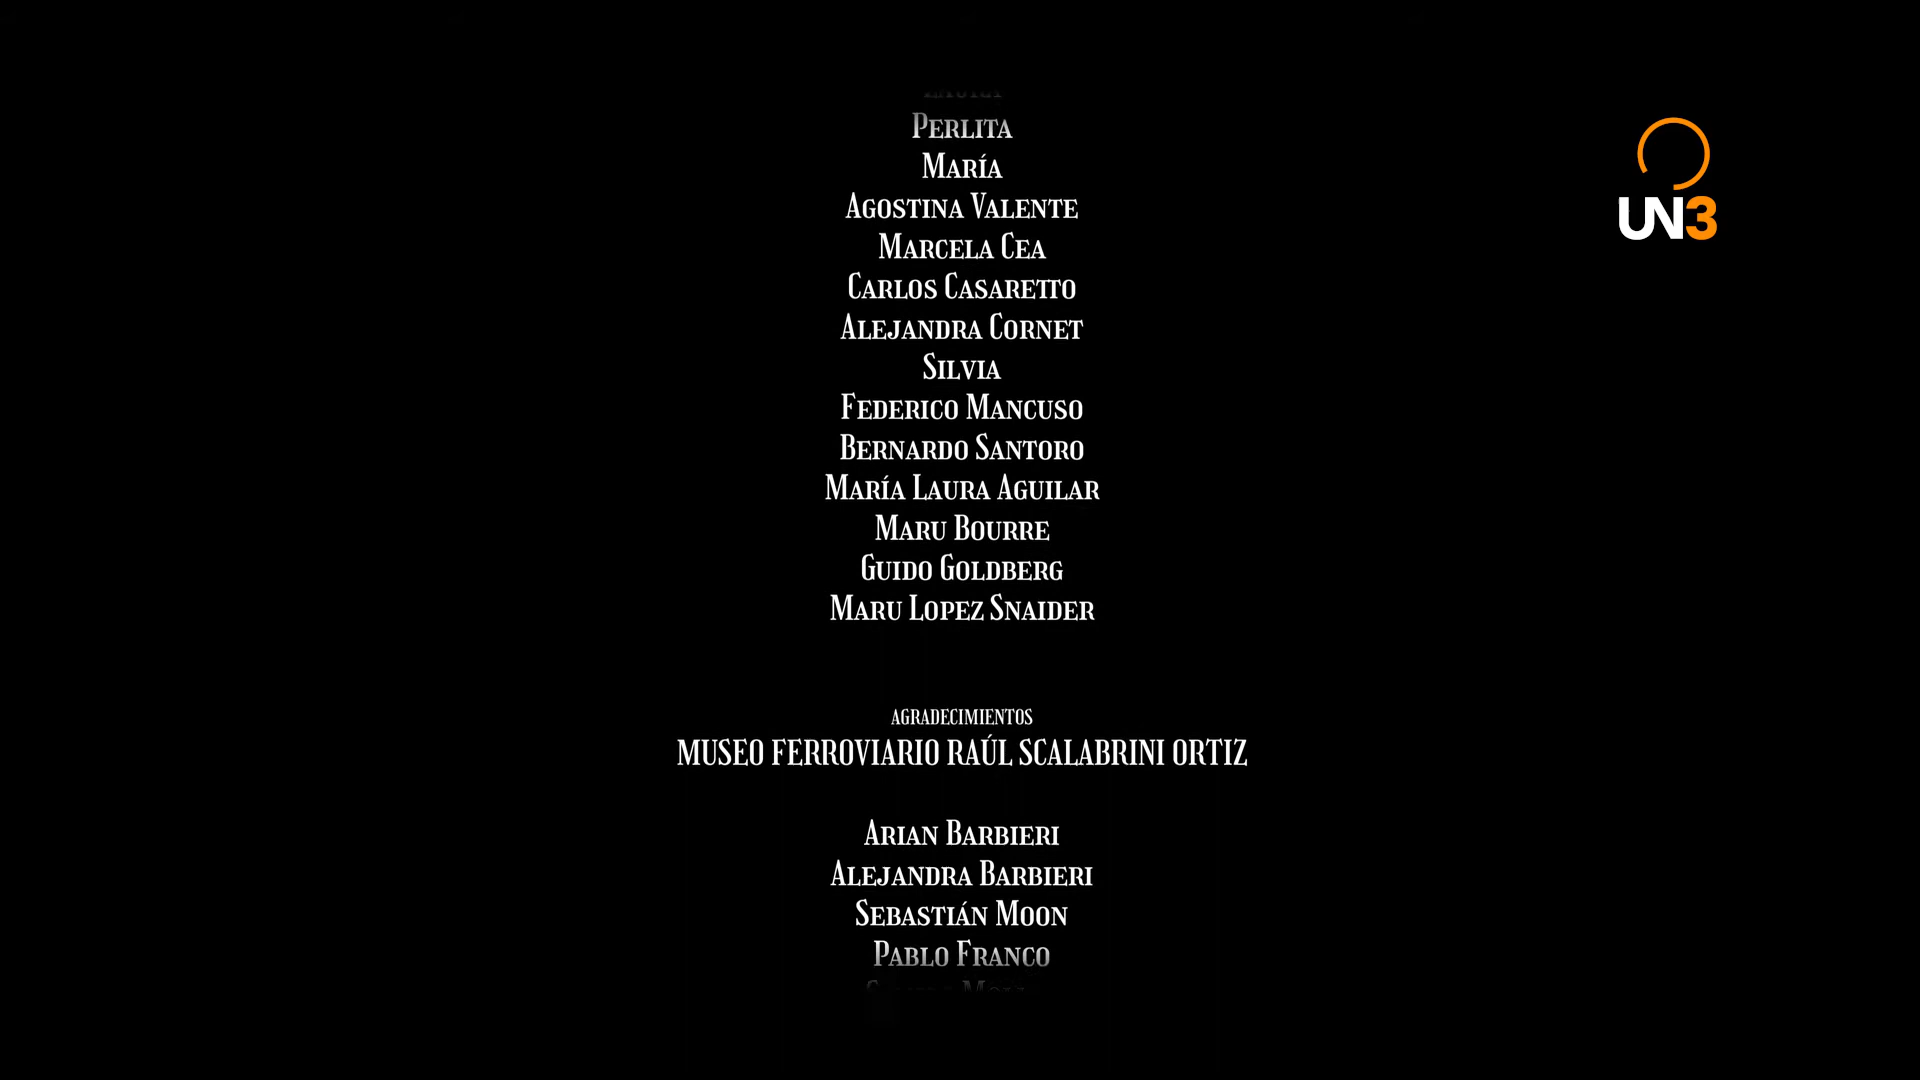 Perlita
María
Agostina Valente
Marcela Cea
Carlos Casaretto
Alejandra Cornet
Silvia
Federico Mancuso
Bernardo Santoro
María Laura Aguilar
Maru Bourre
Guido Goldberg
Maru Lopez Snaider
AGRADECIMIENTOS
MUSEO FERROVIARIO RAÚL SCALABRINI ORTIZ
Arian Barbieri
Alejandra Barbieri
Sebastián Moon
Pablo Franco
UN3